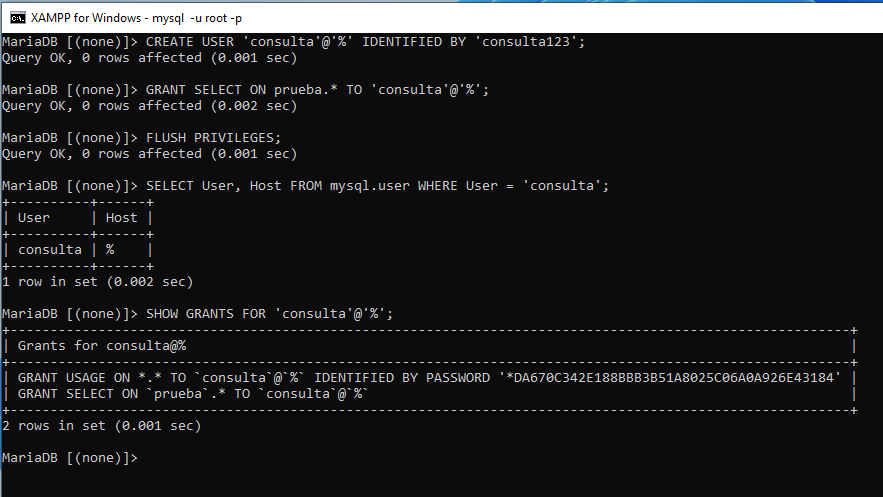 XAMPP for Windows - mysql  -u root -p
MariaDB [(none)]> CREATE USER 'consulta'@'%' IDENTIFIED BY 'consulta123';
Query OK, 0 rows affected (0.001 sec)
MariaDB [(none)]> GRANT SELECT ON prueba.* TO 'consulta'@'%';
Query OK, 0 rows affected (0.002 sec)
MariaDB [(none)]> FLUSH PRIVILEGES;
Query OK, 0 rows affected (0.001 sec)
MariaDB [(none)]> SELECT User, Host FROM mysql.user WHERE User = 'consulta';
+----------+------+
| User     | Host |
+----------+------+
| consulta | %    |
+----------+------+
1 row in set (0.002 sec)
MariaDB [(none)]> SHOW GRANTS FOR 'consulta'@'%';
+---------------------------------------------------------------------------------------------------------+
| Grants for consulta@%                                                                                   |
+---------------------------------------------------------------------------------------------------------+
| GRANT USAGE ON *.* TO `consulta`@`%` IDENTIFIED BY PASSWORD '*DA670C342E188BBB3B51A8025C06A0A926E43184' |
| GRANT SELECT ON `prueba`.* TO `consulta`@`%`                                                            |
+---------------------------------------------------------------------------------------------------------+
2 rows in set (0.001 sec)
MariaDB [(none)]>